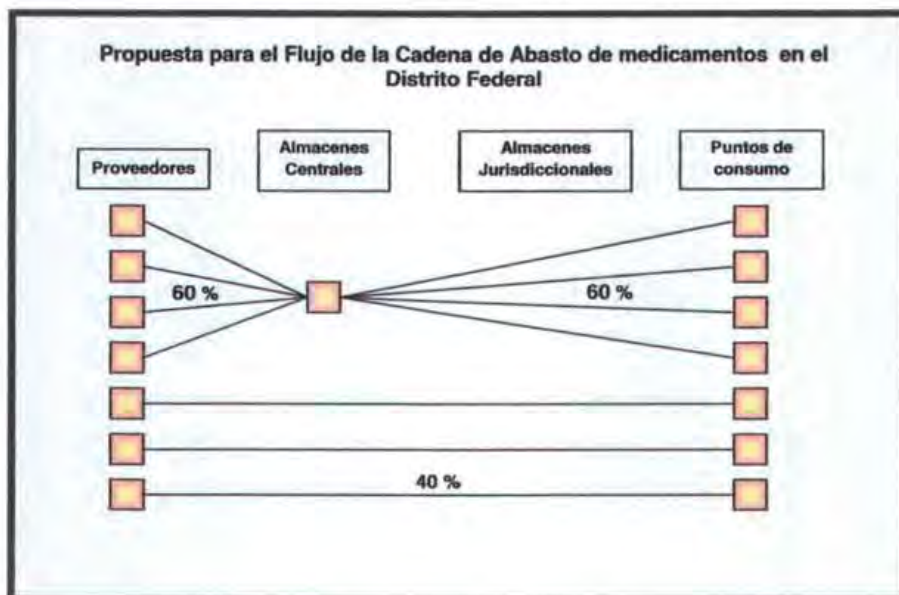 Propuesta para el Flujo de la Cadena de Abasto de medicamentos en el
Distrito Federal
Proveedores
Almacenes
Centrales
Almacenes
Jurisdiccionales
Puntos de
consumo
60 %
60 %
40 %